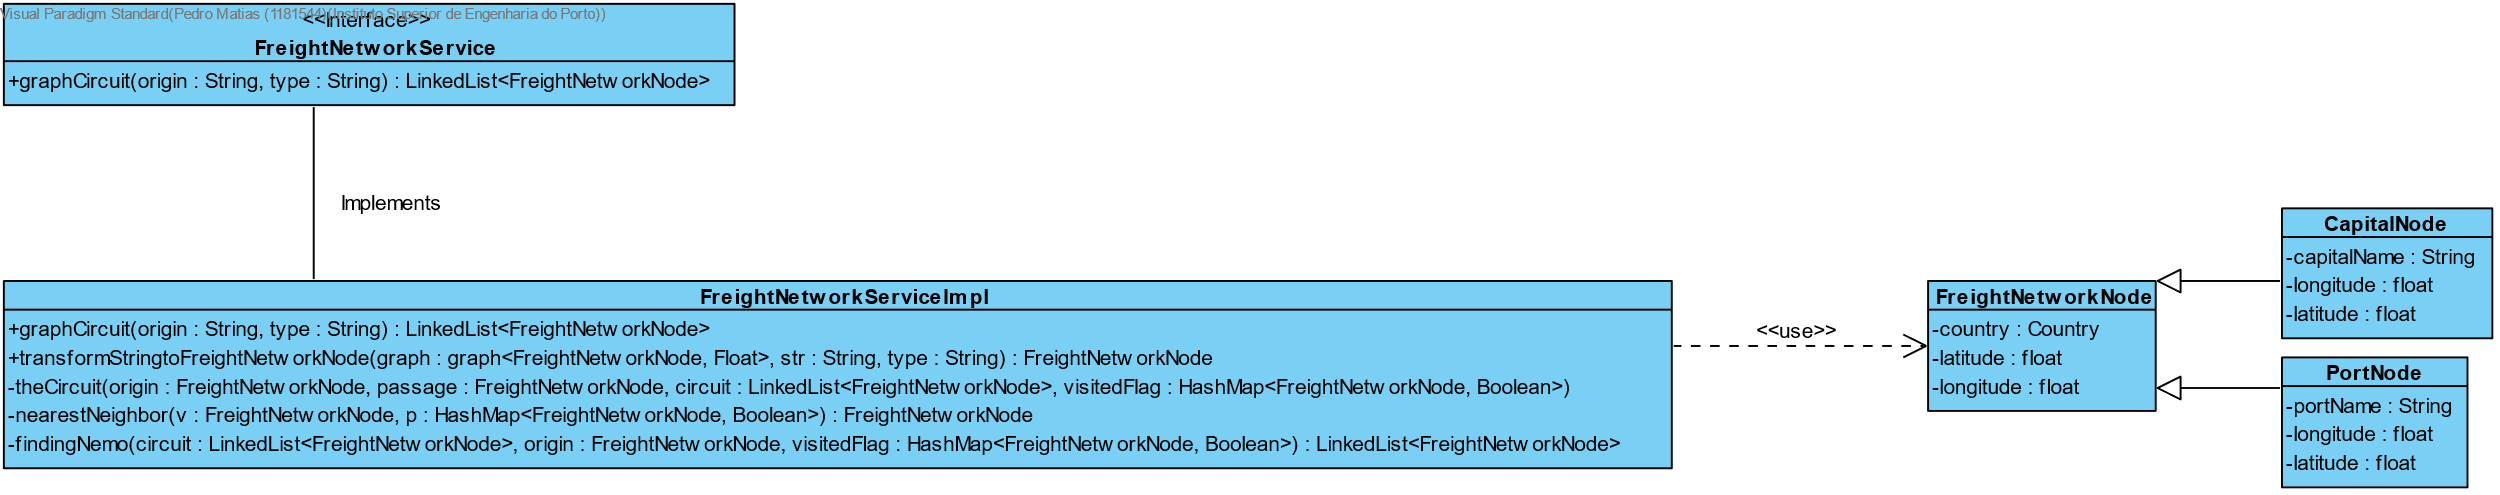 Visual Paradigm Standard(Pedro Matias (1181544)(Instituto Superior de Engenharia do Porto))
<<Interface>>
FreightNetworkService
+graphCircuit(origin : String, type : String) : LinkedList<FreightNetworkNode>
Implements
FreightNetworkServiceImpl
+graphCircuit(origin : String, type : String) : LinkedList<FreightNetworkNode>
+transformStringtoFreightNetworkNode(graph : graph<FreightNetworkNode, Float>, str : String, type : String) : FreightNetworkNode
-theCircuit(origin : FreightNetworkNode, passage : FreightNetworkNode, circuit : LinkedList<FreightNetworkNode>, visitedFlag : HashMap<FreightNetworkNode, Boolean>)
-nearestNeighbor(v : FreightNetworkNode, p : HashMap<FreightNetworkNode, Boolean>) : FreightNetworkNode
-findingNemo(circuit : LinkedList<FreightNetworkNode>, origin : FreightNetworkNode, visitedFlag : HashMap<FreightNetworkNode, Boolean>) : LinkedList<FreightNetworkNode>
<<use>>
FreightNetworkNode
-country : Country
-latitude : float
-longitude : float
CapitalNode
-capitalName : String
-longitude : float
-latitude : float
PortNode
-portName : String
-longitude : float
-latitude : float